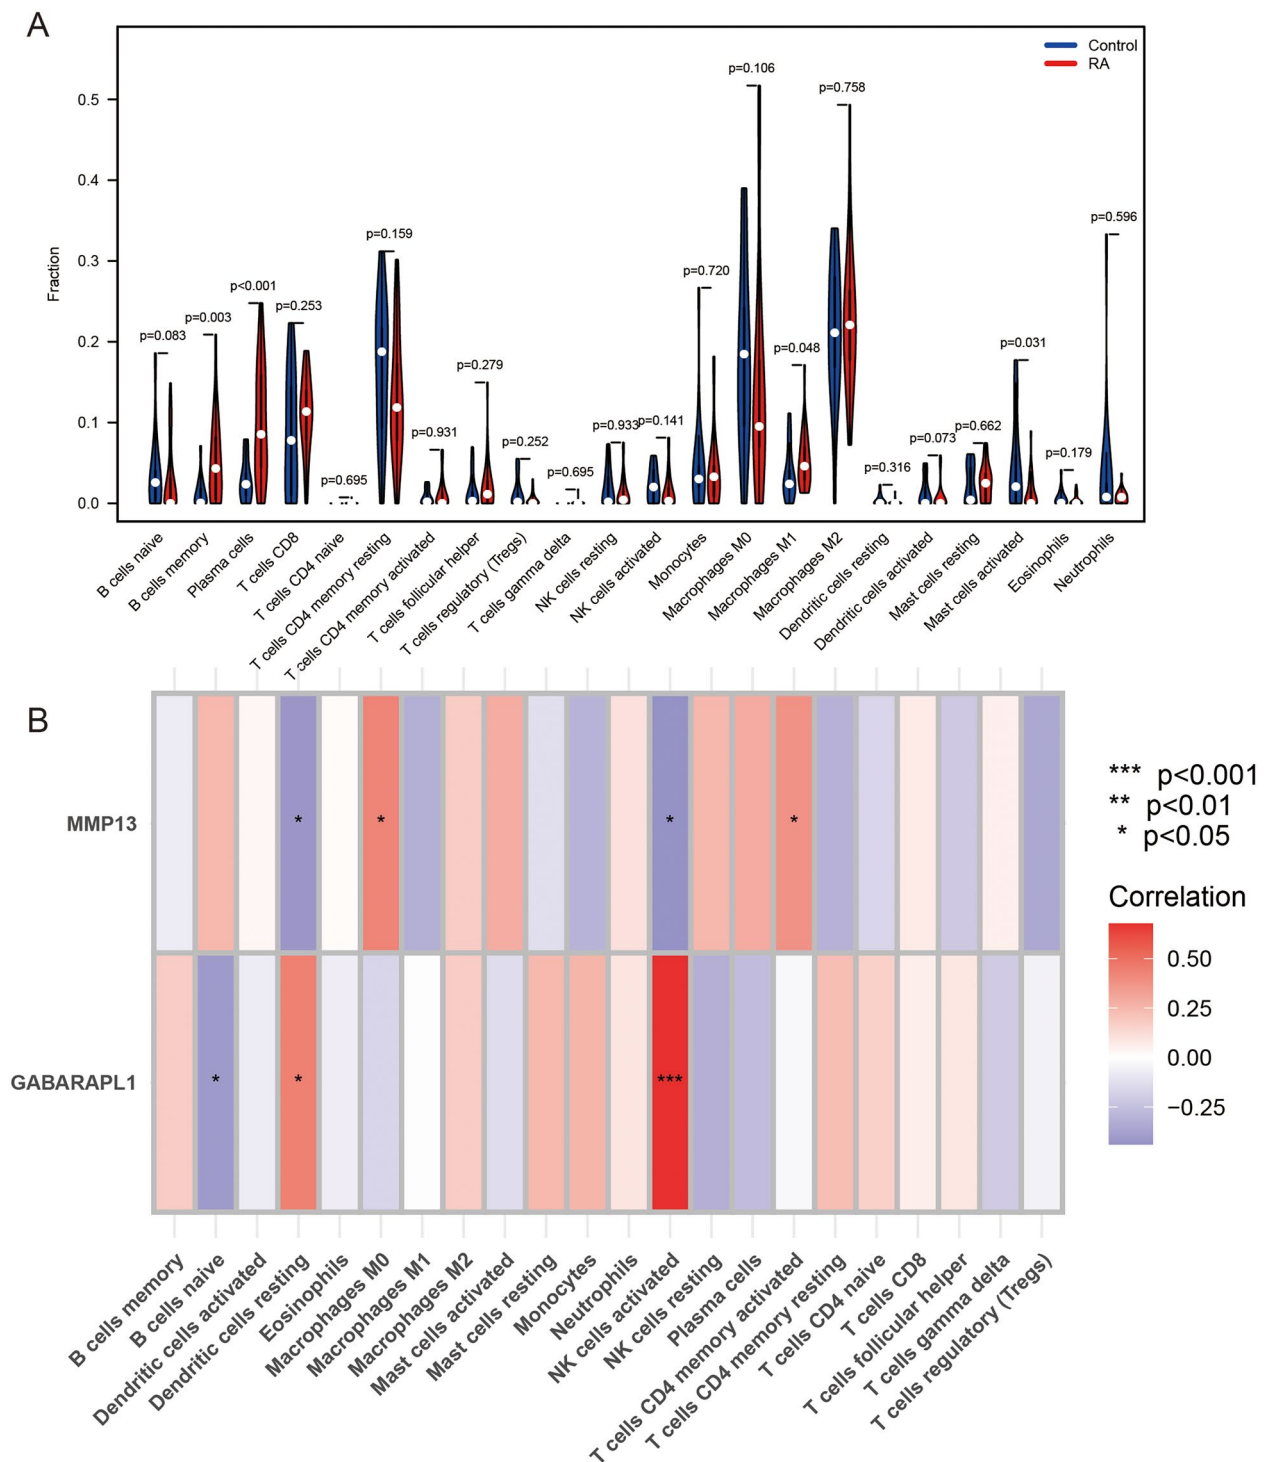 A
Control
RA
Fraction
0.5
0.4
0.3
0.2
0.1
0.0
p=0.083
p=0.003
p<0.001
p=0.253
p=0.695
p=0.159
p=0.931
p=0.279
p=0.252
p=0.695
p=0.933
p=0.141
p=0.720
p=0.106
p=0.048
p=0.758
p=0.316
p=0.073
p=0.662
p=0.031
p=0.179
p=0.596
B cells naive
B cells memory
Plasma cells
T cells CD8
T cells CD4 naive
T cells CD4 memory resting
T cells CD4 memory activated
T cells follicular helper
T cells regulatory (Tregs)
T cells gamma delta
NK cells resting
NK cells activated
Monocytes
Macrophages M0
Macrophages M1
Macrophages M2
Dendritic cells resting
Dendritic cells activated
Mast cells resting
Mast cells activated
Eosinophils
Neutrophils
B
MMP13
* * * *
GABARAPL1
* * ***
*** p<0.001
** p<0.01
* p<0.05
Correlation
0.50
0.25
0.00
−0.25
B cells memory
B cells naive
Dendritic cells activated
Dendritic cells resting
Eosinophils
Macrophages M0
Macrophages M1
Macrophages M2
Mast cells activated
Mast cells resting
Monocytes
Neutrophils
NK cells activated
NK cells resting
Plasma cells
T cells CD4 memory activated
T cells CD4 memory resting
T cells CD4 naive
T cells CD8
T cells follicular helper
T cells gamma delta
T cells regulatory (Tregs)